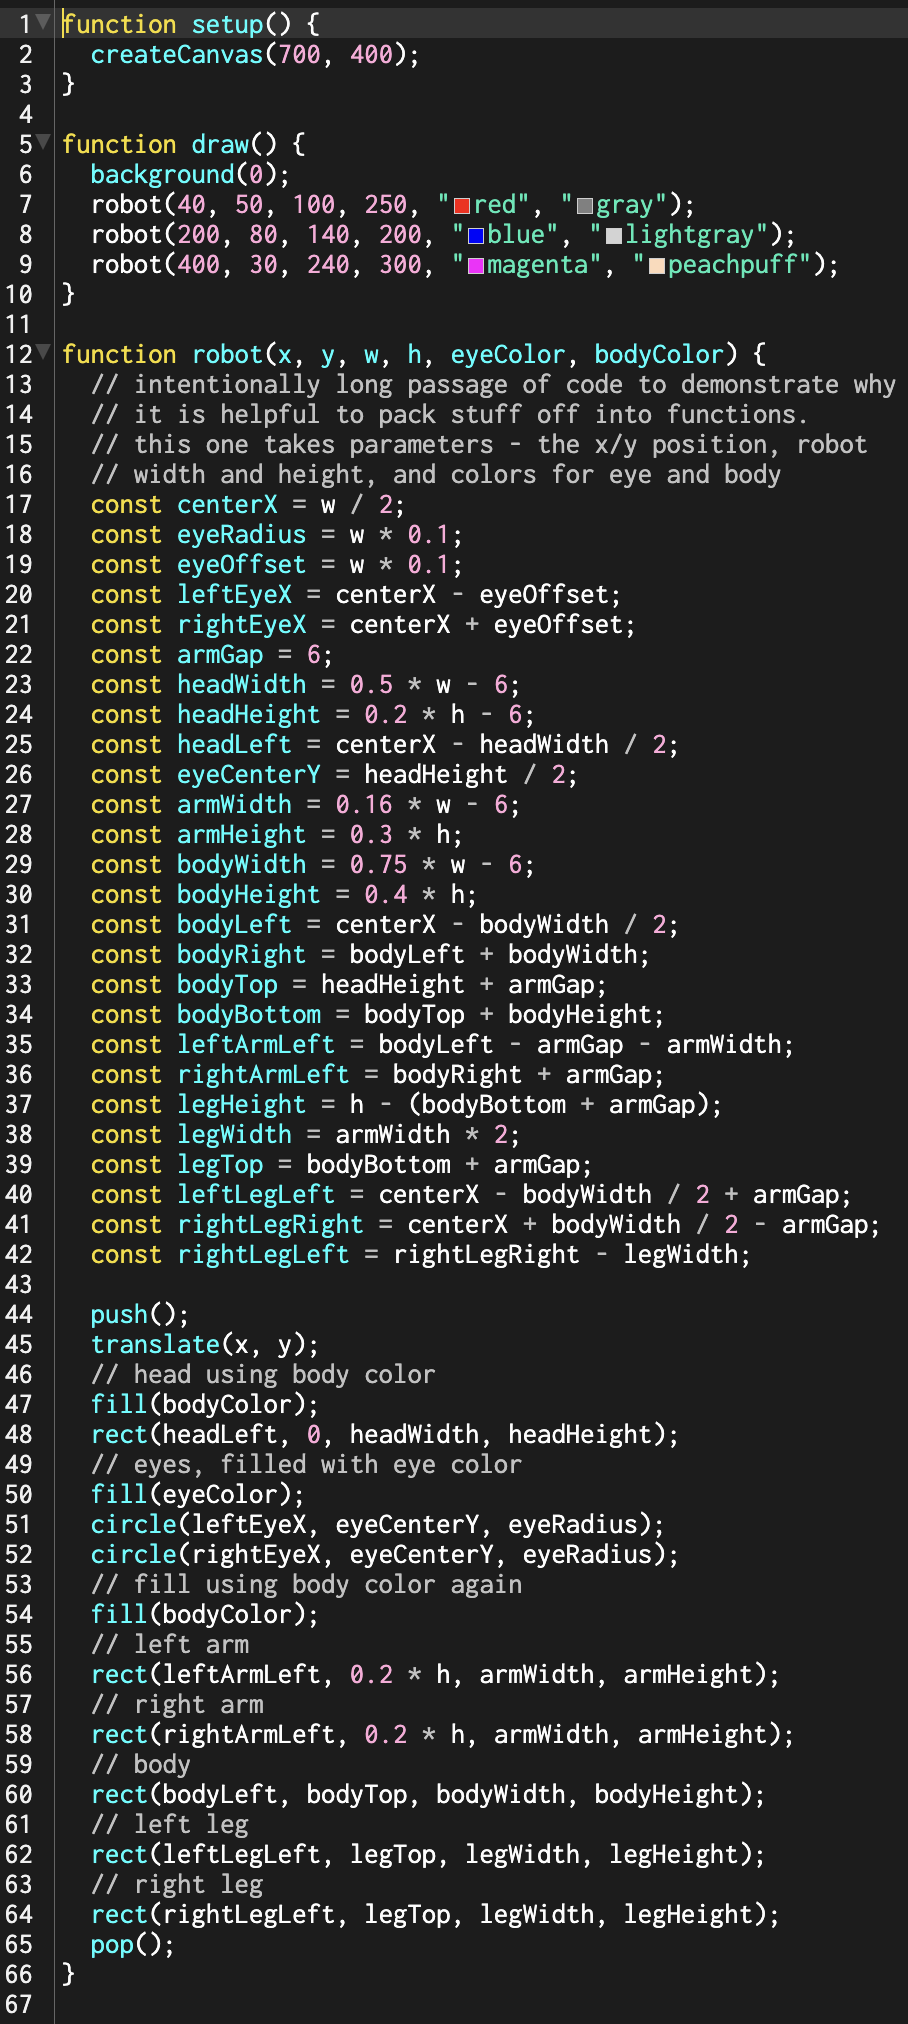 1 function setup() {
2   createCanvas(700, 400);
3 }
4
5 function draw() {
6   background(0);
7   robot(40, 50, 100, 250, "red", "gray");
8   robot(200, 80, 140, 200, "blue", "lightgray");
9   robot(400, 30, 240, 300, "magenta", "peachpuff");
10 }
11
12 function robot(x, y, w, h, eyeColor, bodyColor) {
13   // intentionally long passage of code to demonstrate why
14   // it is helpful to pack stuff off into functions.
15   // this one takes parameters - the x/y position, robot
16   // width and height, and colors for eye and body
17   const centerX = w / 2;
18   const eyeRadius = w * 0.1;
19   const eyeOffset = w * 0.1;
20   const leftEyeX = centerX - eyeOffset;
21   const rightEyeX = centerX + eyeOffset;
22   const armGap = 6;
23   const headWidth = 0.5 * w - 6;
24   const headHeight = 0.2 * h - 6;
25   const headLeft = centerX - headWidth / 2;
26   const eyeCenterY = headHeight / 2;
27   const armWidth = 0.16 * w - 6;
28   const armHeight = 0.3 * h;
29   const bodyWidth = 0.75 * w - 6;
30   const bodyHeight = 0.4 * h;
31   const bodyLeft = centerX - bodyWidth / 2;
32   const bodyRight = bodyLeft + bodyWidth;
33   const bodyTop = headHeight + armGap;
34   const bodyBottom = bodyTop + bodyHeight;
35   const leftArmLeft = bodyLeft - armGap - armWidth;
36   const rightArmLeft = bodyRight + armGap;
37   const legHeight = h - (bodyBottom + armGap);
38   const legWidth = armWidth * 2;
39   const legTop = bodyBottom + armGap;
40   const leftLegLeft = centerX - bodyWidth / 2 + armGap;
41   const rightLegRight = centerX + bodyWidth / 2 - armGap;
42   const rightLegLeft = rightLegRight - legWidth;
43
44   push();
45   translate(x, y);
46   // head using body color
47   fill(bodyColor);
48   rect(headLeft, 0, headWidth, headHeight);
49   // eyes, filled with eye color
50   fill(eyeColor);
51   circle(leftEyeX, eyeCenterY, eyeRadius);
52   circle(rightEyeX, eyeCenterY, eyeRadius);
53   // fill using body color again
54   fill(bodyColor);
55   // left arm
56   rect(leftArmLeft, 0.2 * h, armWidth, armHeight);
57   // right arm
58   rect(rightArmLeft, 0.2 * h, armWidth, armHeight);
59   // body
60   rect(bodyLeft, bodyTop, bodyWidth, bodyHeight);
61   // left leg
62   rect(leftLegLeft, legTop, legWidth, legHeight);
63   // right leg
64   rect(rightLegLeft, legTop, legWidth, legHeight);
65   pop();
66 }
67